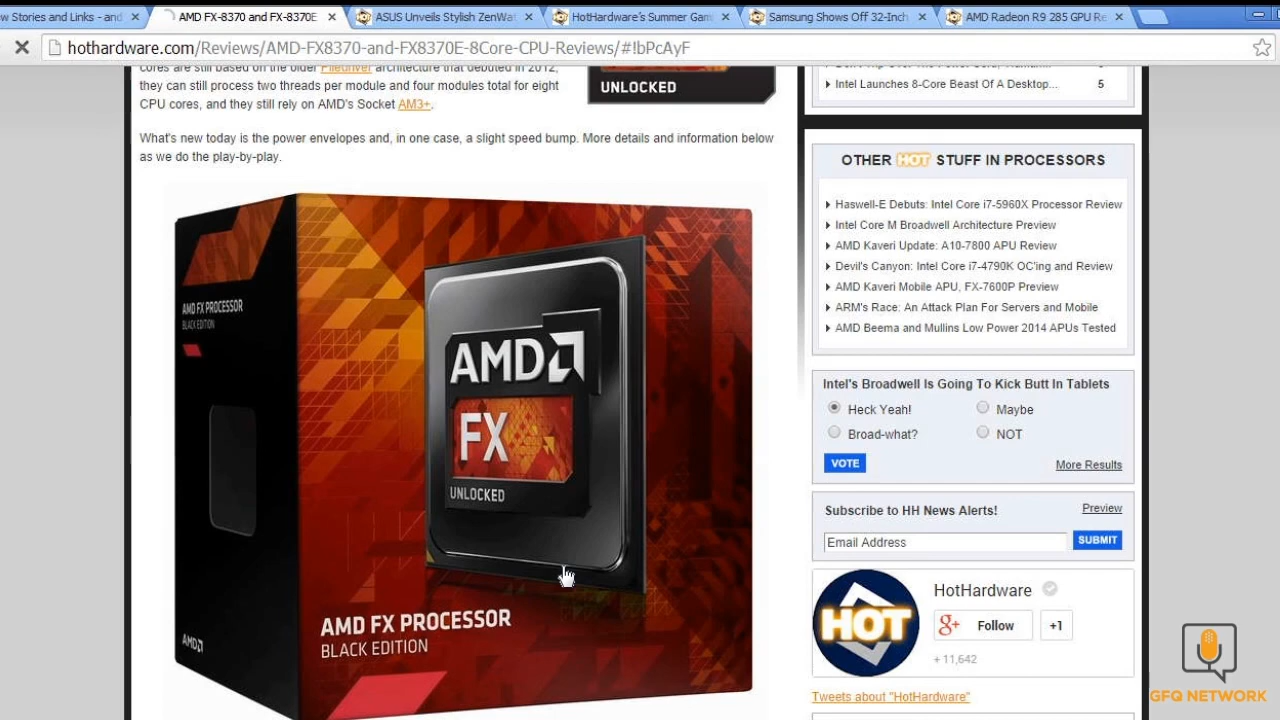 ew Stories and Links - and
AMD FX-8370 and FX-8370E
ASUS Unveils Stylish ZenWat
HotHardware's Summer Gam
Samsung Shows Off 32-Inch
AMD Radeon R9 285 GPU Re
hothardware.com/Reviews/AMD-FX8370-and-FX8370E-8Core-CPU-Reviews/#!bPcAyF
cores are still based on the older Piledriver architecture that debuted in 2012,
they can still process two threads per module and four modules total for eight
CPU cores, and they still rely on AMD's Socket AM3+.
UNLOCKED
What's new today is the power envelopes and, in one case, a slight speed bump. More details and information below
as we do the play-by-play.
AMD FX PROCESSOR
BLACK EDITION
AMD
FX
UNLOCKED
AMD FX PROCESSOR
BLACK EDITION
AMD
Intel Launches 8-Core Beast Of A Desktop... 5
OTHER HOT STUFF IN PROCESSORS
Haswell-E Debuts: Intel Core i7-5960X Processor Review
Intel Core M Broadwell Architecture Preview
AMD Kaveri Update: A10-7800 APU Review
Devil's Canyon: Intel Core i7-4790K OC'ing and Review
AMD Kaveri Mobile APU, FX-7600P Preview
ARM's Race: An Attack Plan For Servers and Mobile
AMD Beema and Mullins Low Power 2014 APUs Tested
Intel's Broadwell Is Going To Kick Butt In Tablets
Heck Yeah! Maybe
Broad-what? NOT
VOTE More Results
Subscribe to HH News Alerts! Preview
Email Address SUBMIT
HOT
HotHardware
g+ Follow +1
+ 11,642
Tweets about "HotHardware"
GFQ NETWORK